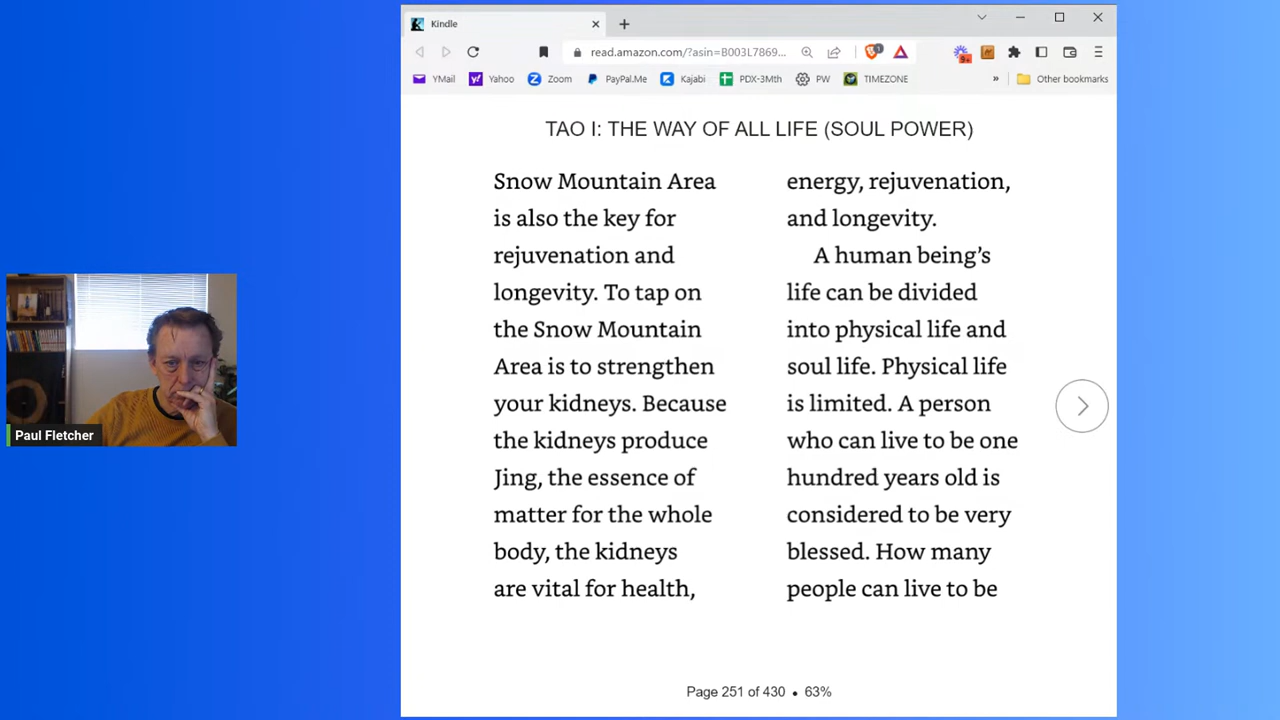 Kindle
read.amazon.com/?asin=B003L7869...
1
9+
YMail
Yahoo
Zoom
PayPal.Me
Kajabi
PDX-3Mth
PW
TIMEZONE
»
Other bookmarks
TAO I: THE WAY OF ALL LIFE (SOUL POWER)
Snow Mountain Area
is also the key for
rejuvenation and
longevity. To tap on
the Snow Mountain
Area is to strengthen
your kidneys. Because
the kidneys produce
Jing, the essence of
matter for the whole
body, the kidneys
are vital for health,
energy, rejuvenation,
and longevity.
A human being’s
life can be divided
into physical life and
soul life. Physical life
is limited. A person
who can live to be one
hundred years old is
considered to be very
blessed. How many
people can live to be
Page 251 of 430 • 63%
Paul Fletcher